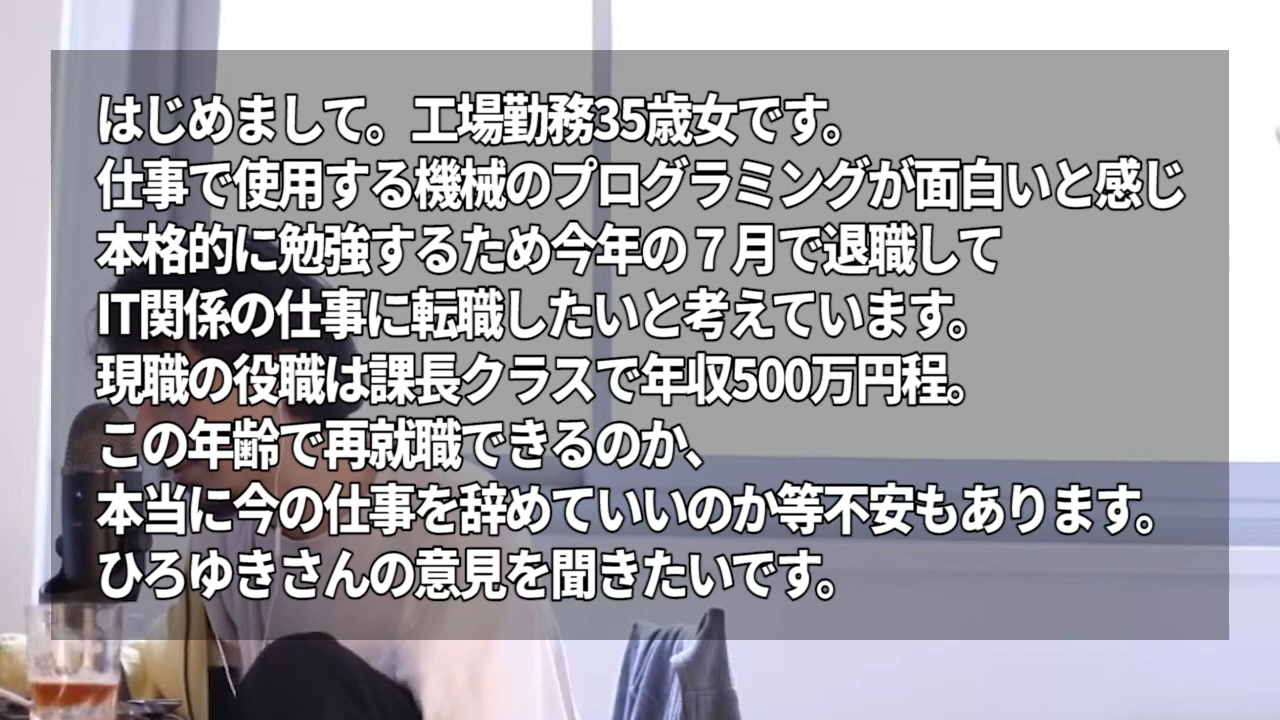 はじめまして。工場勤務35歳女です。
仕事で使用する機械のプログラミングが面白いと感じ
本格的に勉強するため今年の７月で退職して
IT関係の仕事に転職したいと考えています。
現職の役職は課長クラスで年収500万円程。
この年齢で再就職できるのか、
本当に今の仕事を辞めていいのか等不安もあります。
ひろゆきさんの意見を聞きたいです。